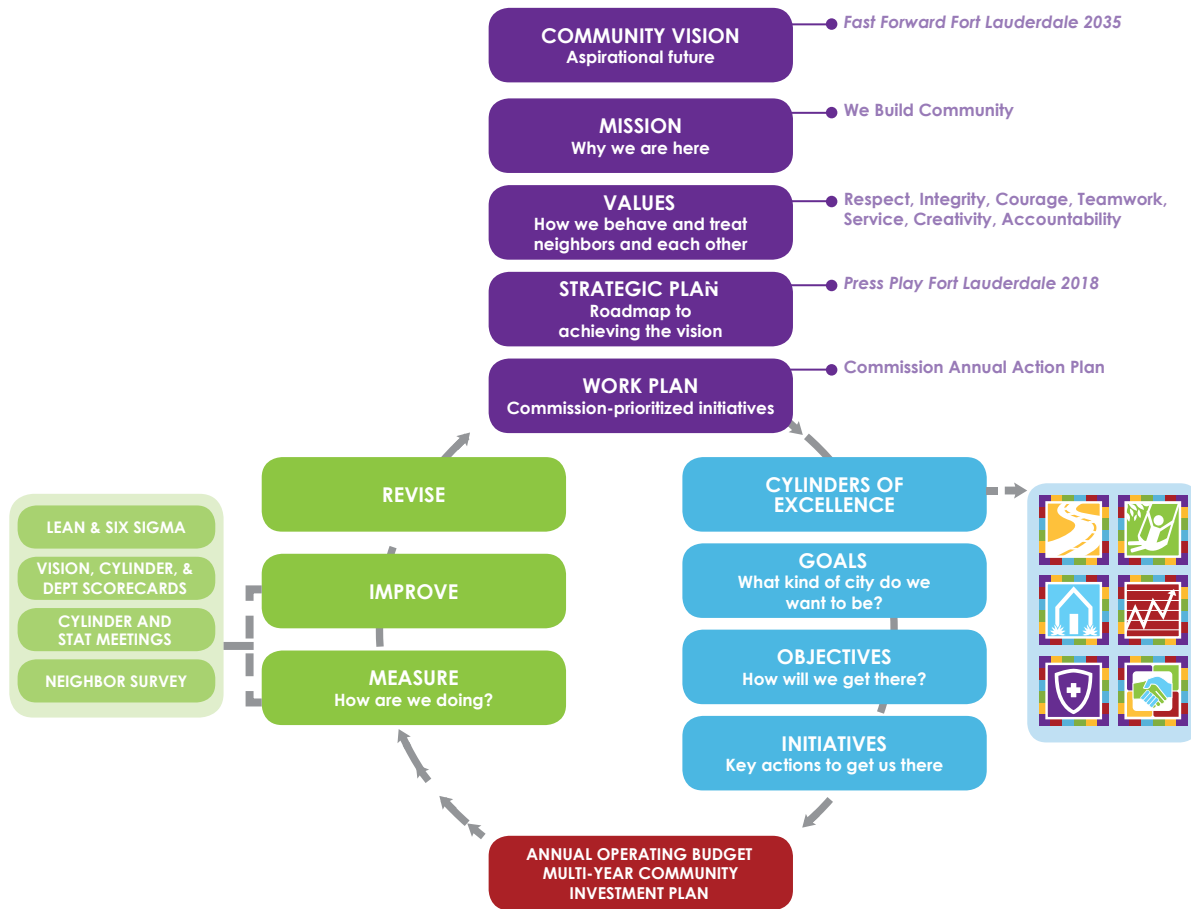 COMMUNITY VISION
Aspirational future
Fast Forward Fort Lauderdale 2035
MISSION
Why we are here
We Build Community
VALUES
How we behave and treat
neighbors and each other
Respect, Integrity, Courage, Teamwork,
Service, Creativity, Accountability
STRATEGIC PLAN
Roadmap to
achieving the vision
Press Play Fort Lauderdale 2018
WORK PLAN
Commission-prioritized initiatives
Commission Annual Action Plan
CYLINDERS OF
EXCELLENCE
GOALS
What kind of city do we
want to be?
OBJECTIVES
How will we get there?
INITIATIVES
Key actions to get us there
ANNUAL OPERATING BUDGET
MULTI-YEAR COMMUNITY
INVESTMENT PLAN
MEASURE
How are we doing?
IMPROVE
REVISE
LEAN & SIX SIGMA
VISION, CYLINDER, &
DEPT SCORECARDS
CYLINDER AND
STAT MEETINGS
NEIGHBOR SURVEY